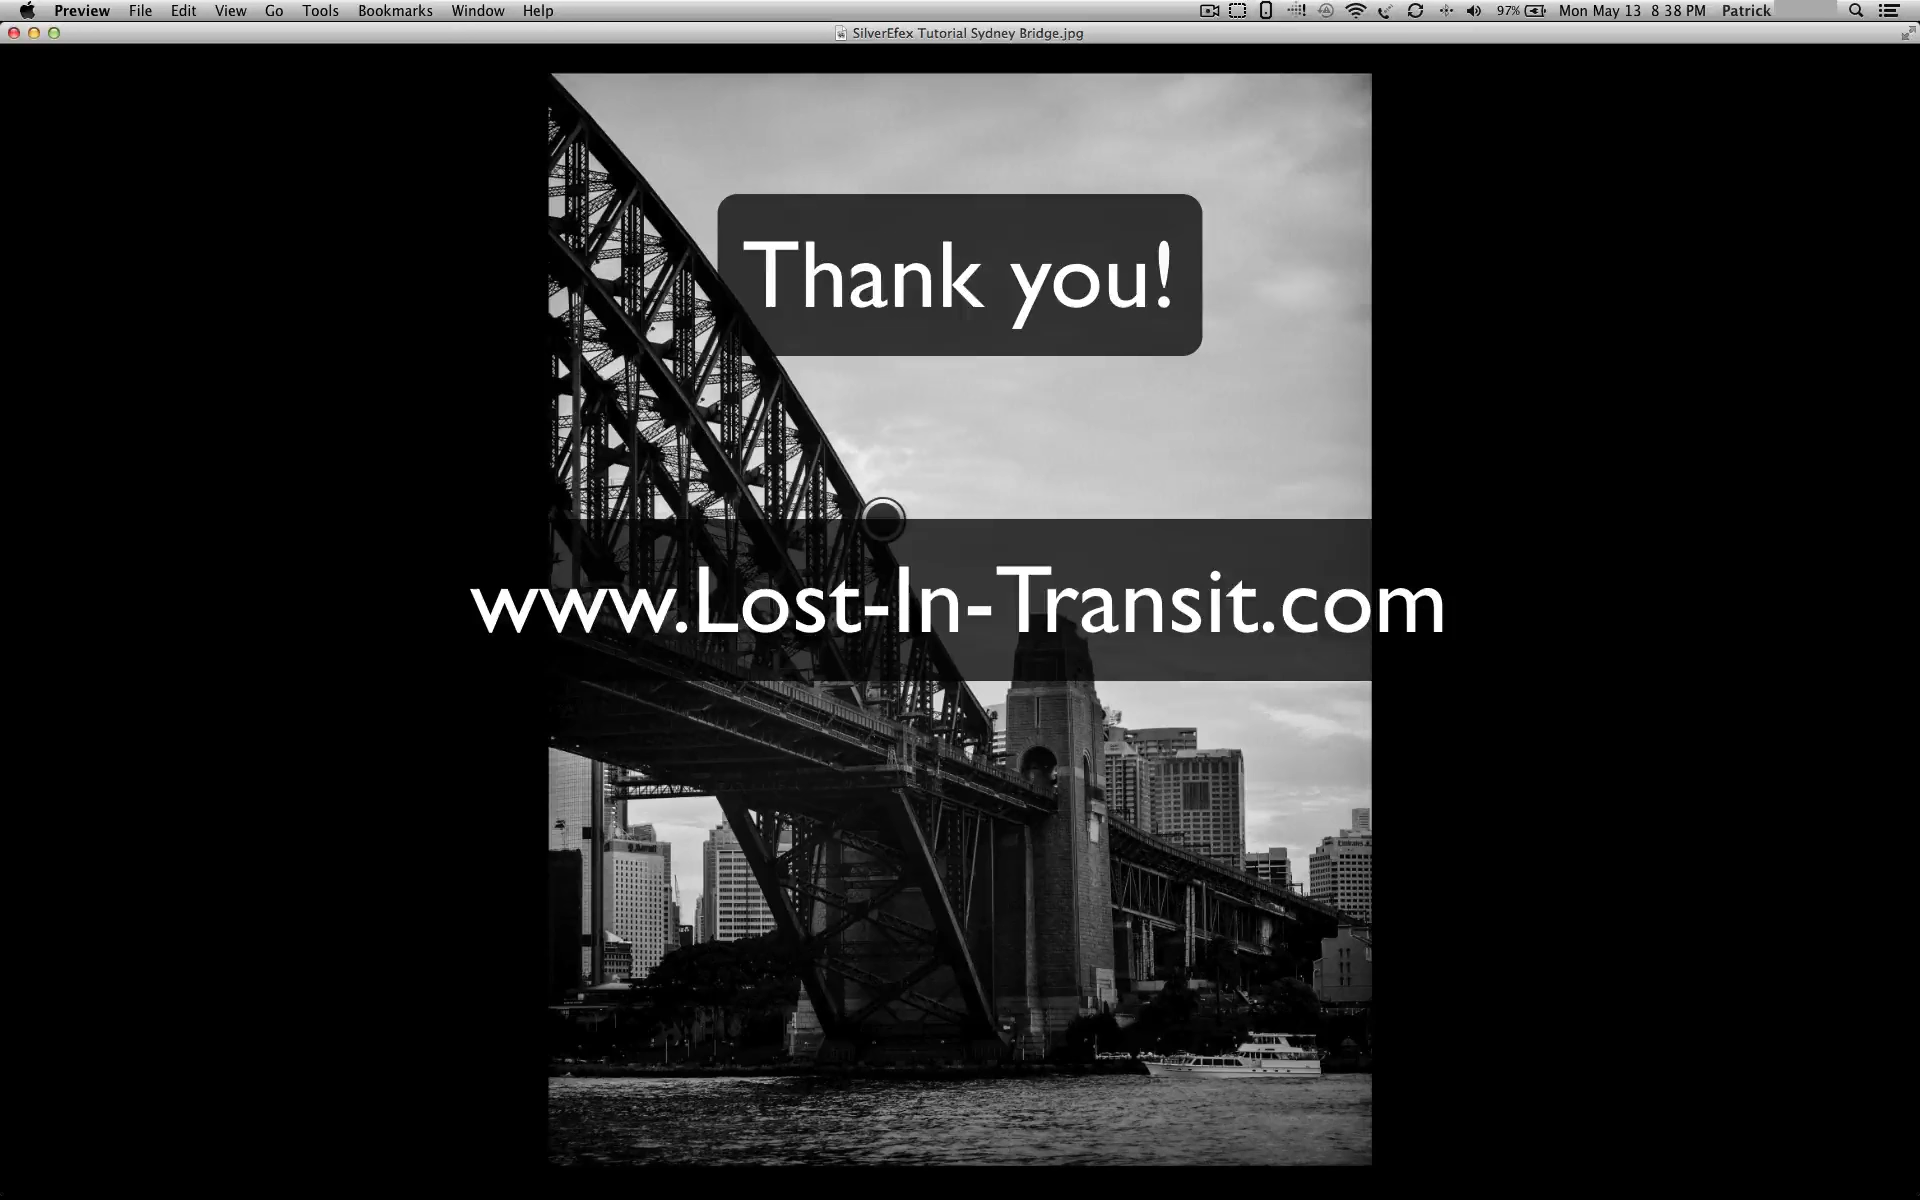 Preview File Edit View Go Tools Bookmarks Window Help 97% Mon May 13 8 38 PM Patrick
SilverEfex Tutorial Sydney Bridge.jpg
Thank you!
www.Lost-In-Transit.com